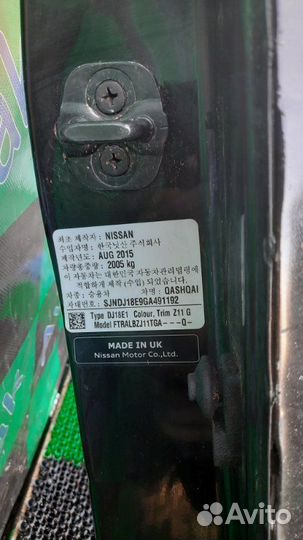 최초 제작자: NISSAN
수입자명: 한국닛산 주식회사
제작년도: AUG 2015
차량총중량: 2005 kg
이 자동차는 대한민국 자동차관리법령에
적합하게 제작 (수입) 되었습니다.
차종: 승용차 차명: QASHQAI
차대번호: SJNDJ18E9GA491192
Type DJ18E1 Colour, Trim Z11 G
Model FTRALBZJ11TGA----Q-
MADE IN UK
Nissan Motor Co.,Ltd.
Avito